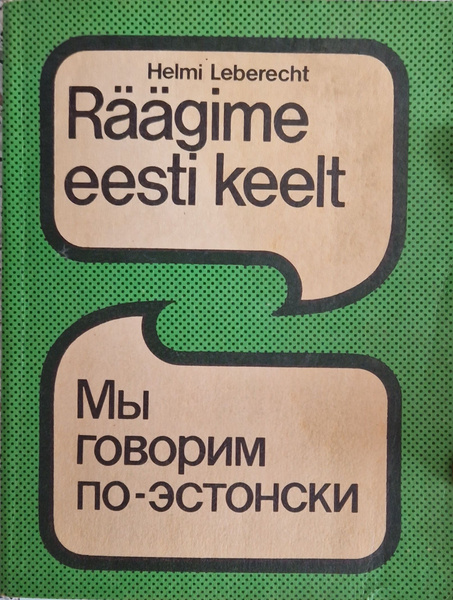 Helmi Leberecht
Räägime
eesti keelt
Мы
говорим
по-эстонски